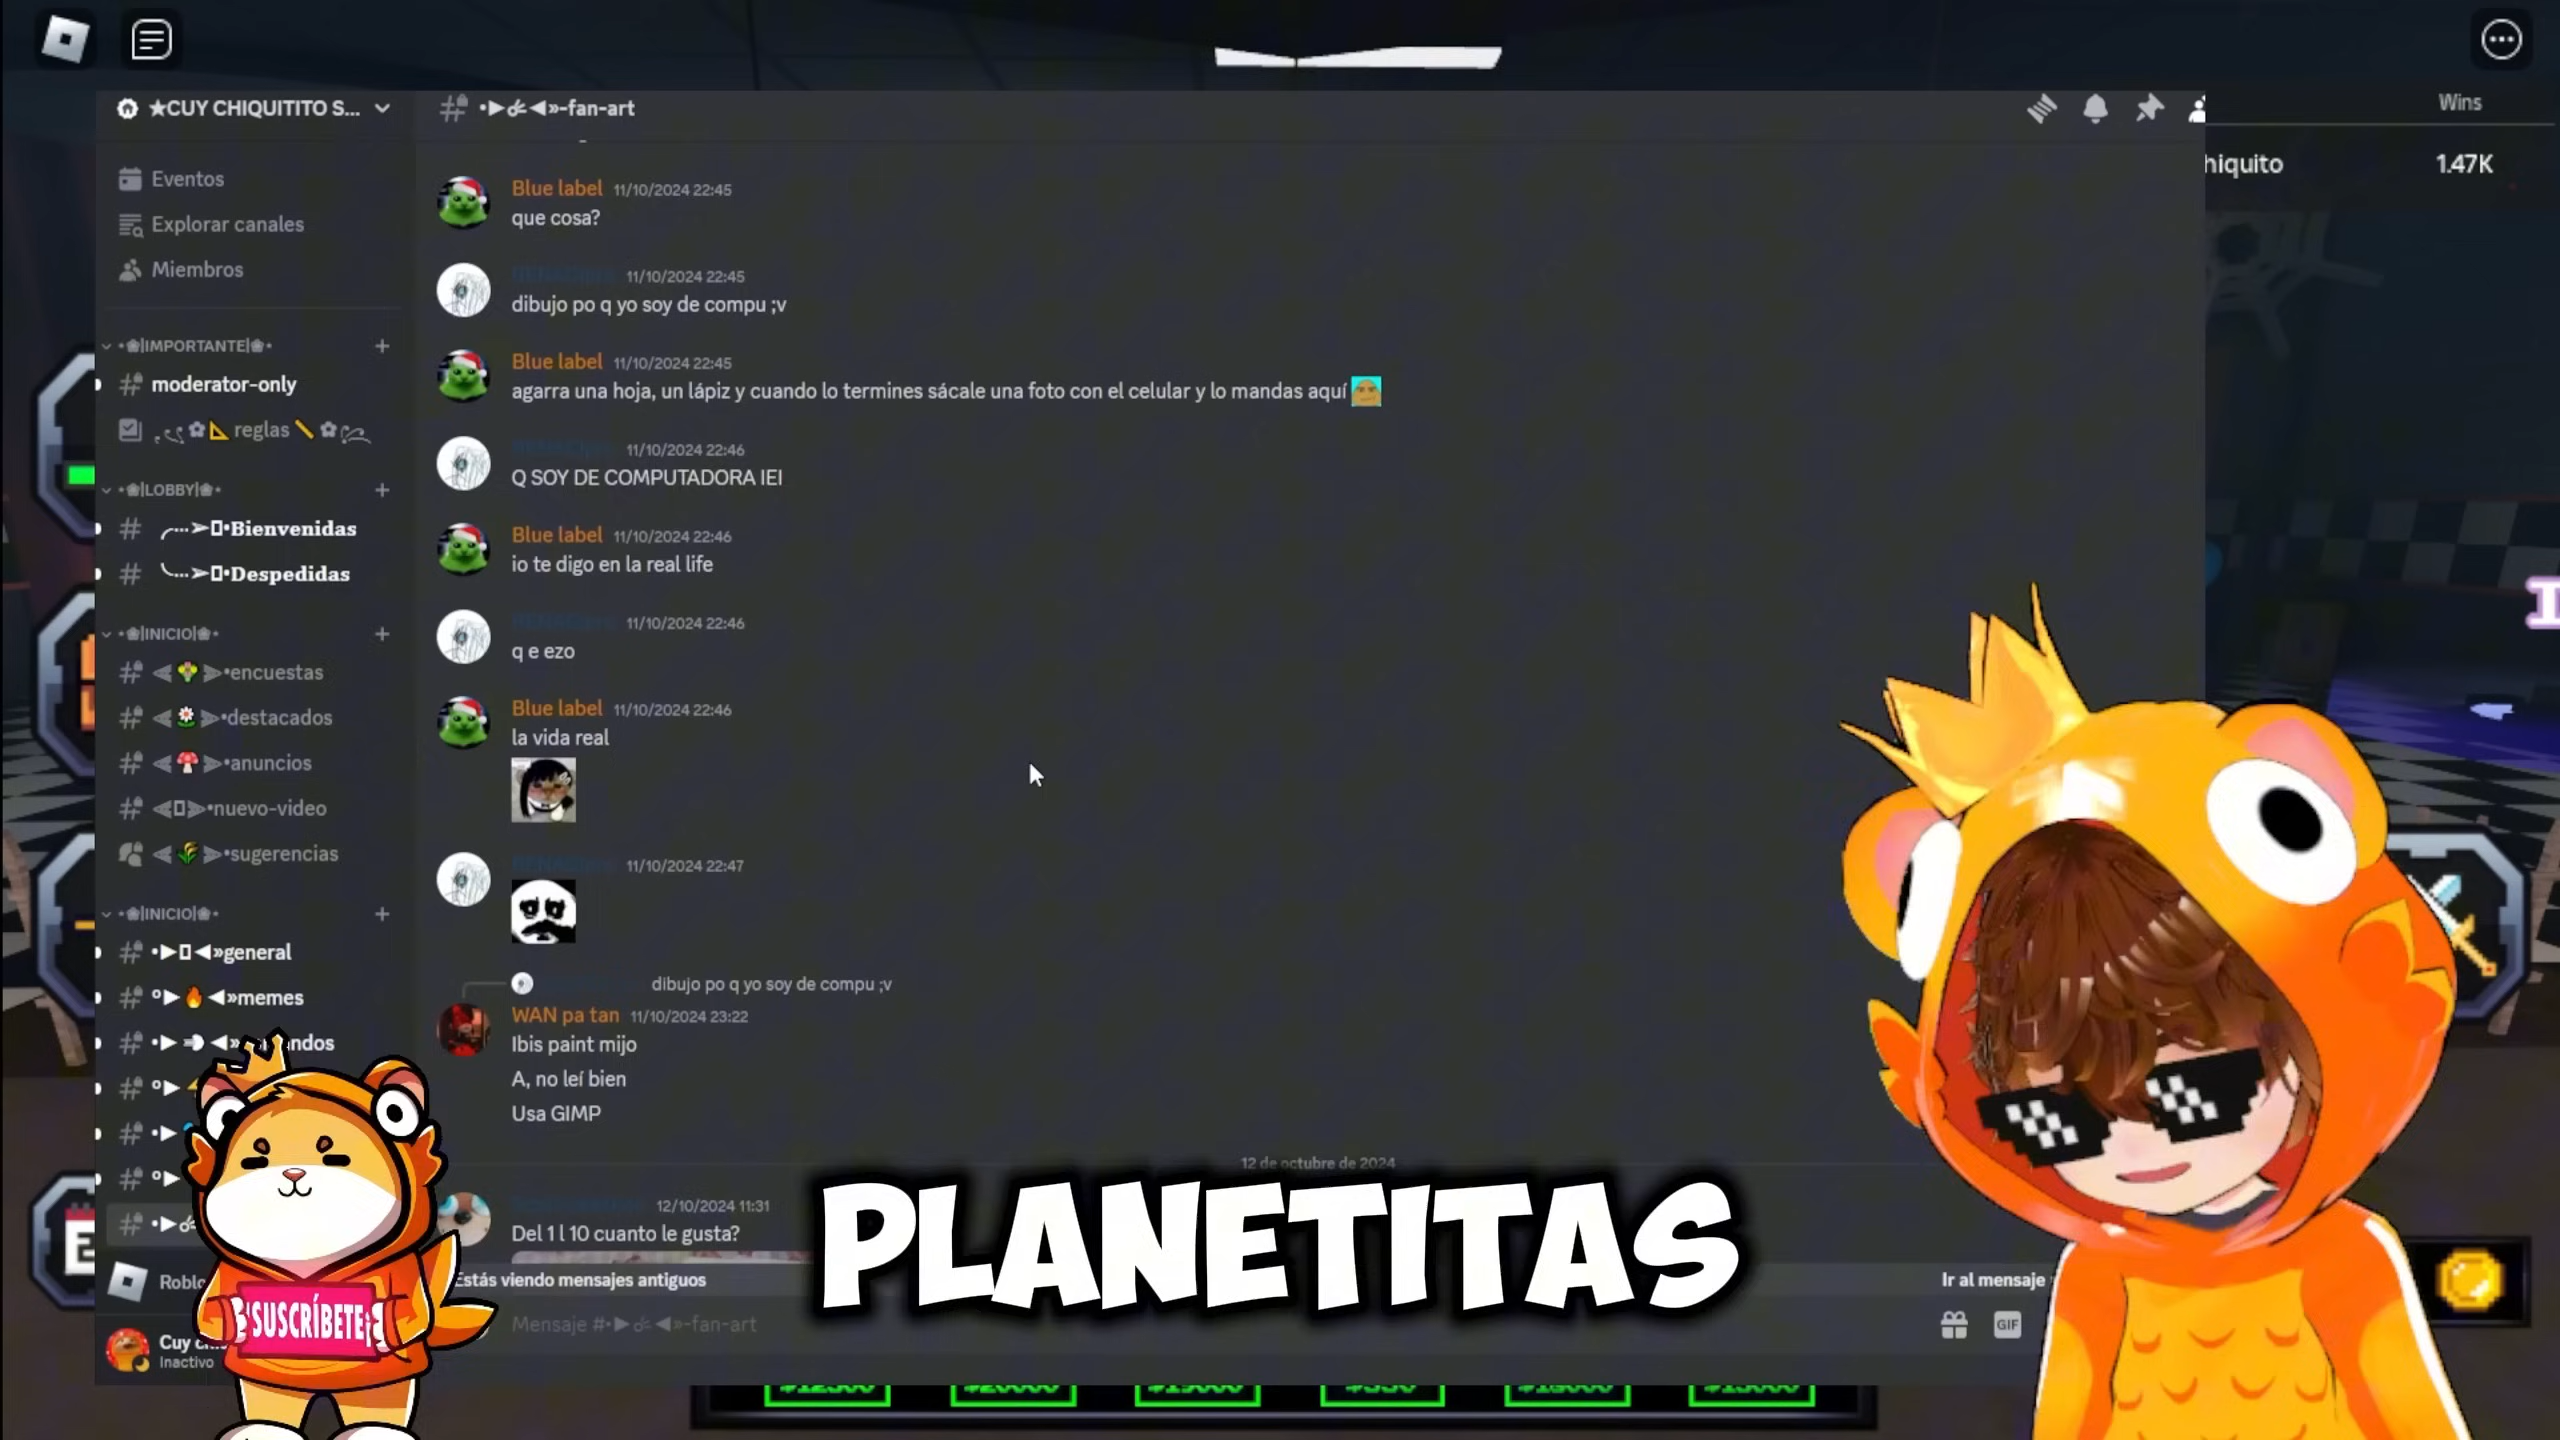 Wins
hiquito
1.47K
★CUY CHIQUITITO S...
•▶✂◀»-fan-art
Eventos
Explorar canales
Miembros
•❀|IMPORTANTE|❀•
moderator-only
reglas
•❀|LOBBY|❀•
•Bienvenidas
•Despedidas
•❀|INICIO|❀•
•encuestas
•destacados
•anuncios
•nuevo-video
•sugerencias
•❀|INICIO|❀•
»general
»memes
ndos
Roblo
Cuy c
Inactivo
¡SUSCRÍBETE!
Blue label 11/10/2024 22:45
que cosa?
11/10/2024 22:45
dibujo po q yo soy de compu ;v
Blue label 11/10/2024 22:45
agarra una hoja, un lápiz y cuando lo termines sácale una foto con el celular y lo mandas aquí
11/10/2024 22:46
Q SOY DE COMPUTADORA IEI
Blue label 11/10/2024 22:46
io te digo en la real life
11/10/2024 22:46
q e ezo
Blue label 11/10/2024 22:46
la vida real
11/10/2024 22:47
dibujo po q yo soy de compu ;v
WAN pa tan 11/10/2024 23:22
Ibis paint mijo
A, no leí bien
Usa GIMP
12 de octubre de 2024
12/10/2024 11:31
Del 1 l 10 cuanto le gusta?
Estás viendo mensajes antiguos
Ir al mensaje
Mensaje #•▶✂◀»-fan-art
GIF
PLANETITAS